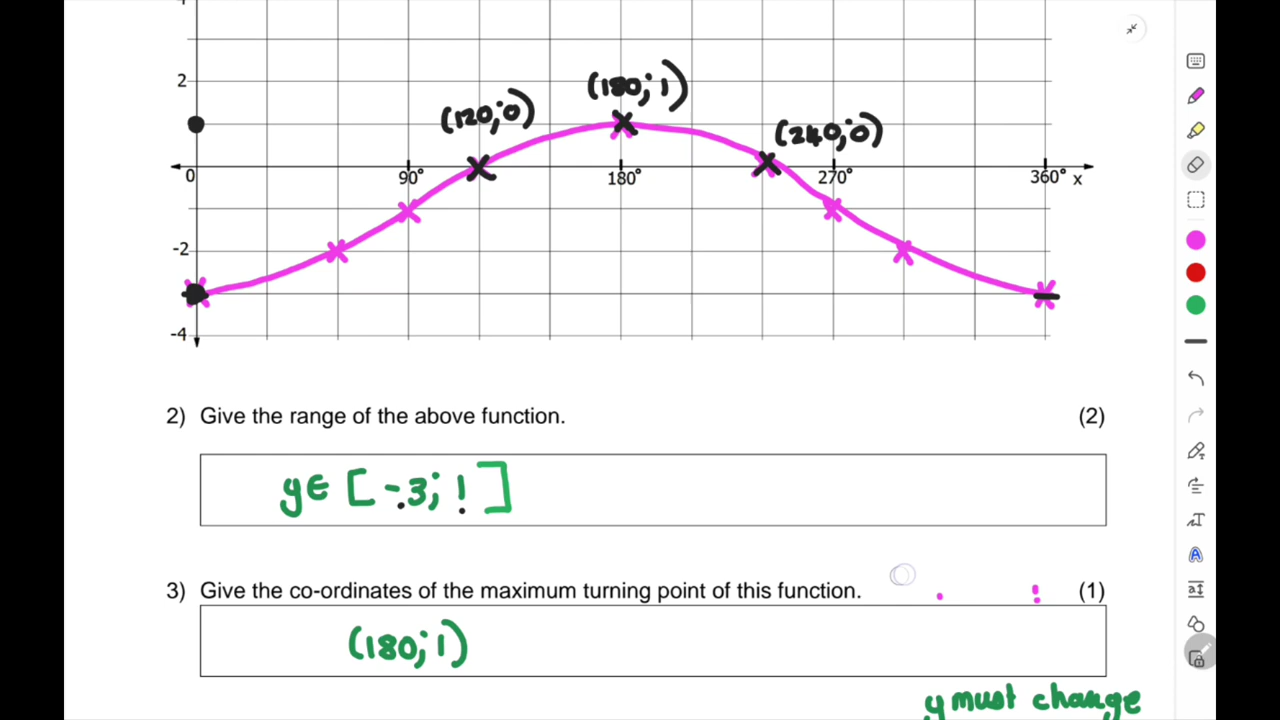 4
2
(120;0)
(180;1)
(240;0)
0 90° 180° 270° 360° x
-2
-4
2) Give the range of the above function. (2)
y∈ [-3; 1]
3) Give the co-ordinates of the maximum turning point of this function. (1)
(180;1)
y must change